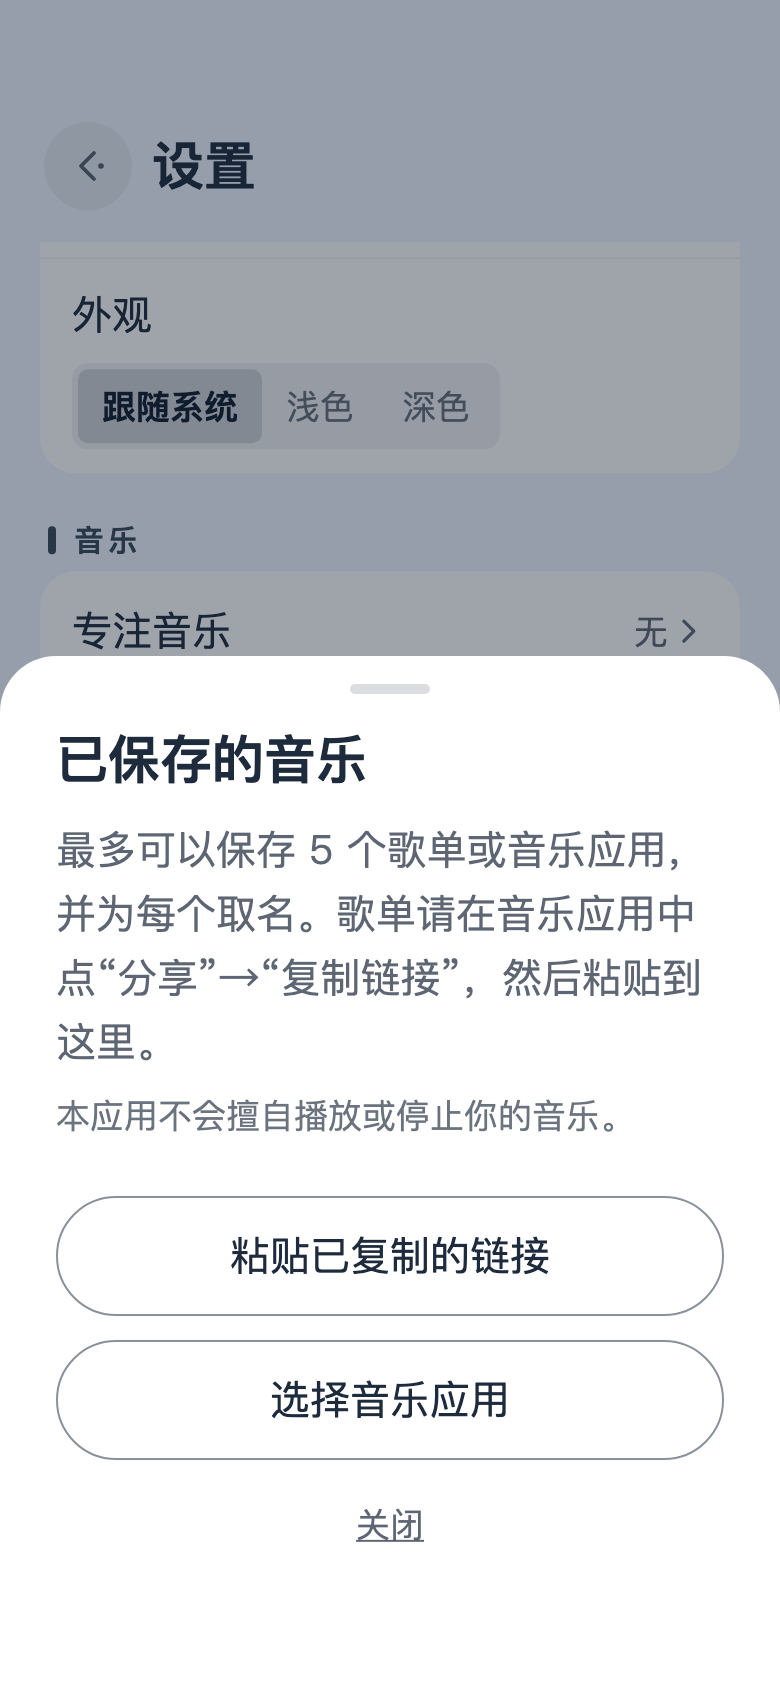 设置
外观
跟随系统 浅色 深色
音乐
专注音乐 无
已保存的音乐
最多可以保存 5 个歌单或音乐应用，
并为每个取名。歌单请在音乐应用中
点“分享”→“复制链接”，然后粘贴到
这里。
本应用不会擅自播放或停止你的音乐。
粘贴已复制的链接
选择音乐应用
关闭